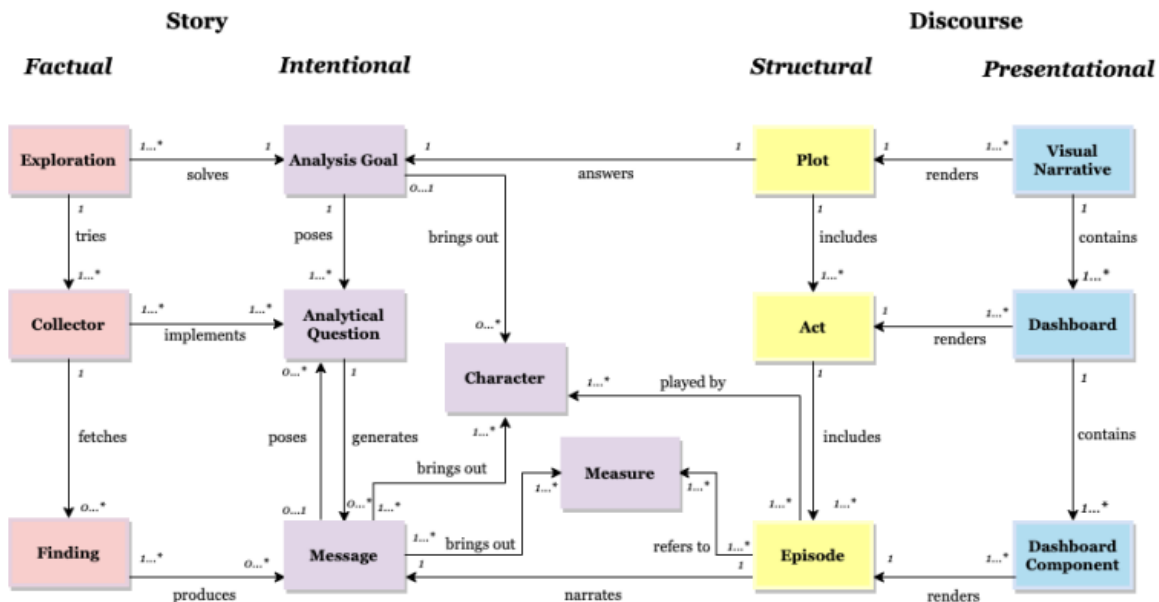 Story
Discourse
Factual
Intentional
Structural
Presentational
Exploration
1...*
1
solves
Analysis Goal
1
1
answers
Plot
1
1...*
renders
Visual
Narrative
0...1
1
tries
1...*
1
poses
1...*
brings out
0...*
1
includes
1...*
1
contains
1...*
Collector
1...*
1...*
implements
Analytical
Question
Act
1
1...*
renders
Dashboard
Character
1...*
played by
1
fetches
0...*
0...*
poses
0...1
1
generates
0...*
1...*
brings out
1...*
Measure
1...*
1...*
1
includes
1...*
1...*
1
contains
1...*
Finding
1...*
0...*
produces
Message
1...*
brings out
refers to
1...*
1
1
narrates
Episode
1
1...*
renders
Dashboard
Component